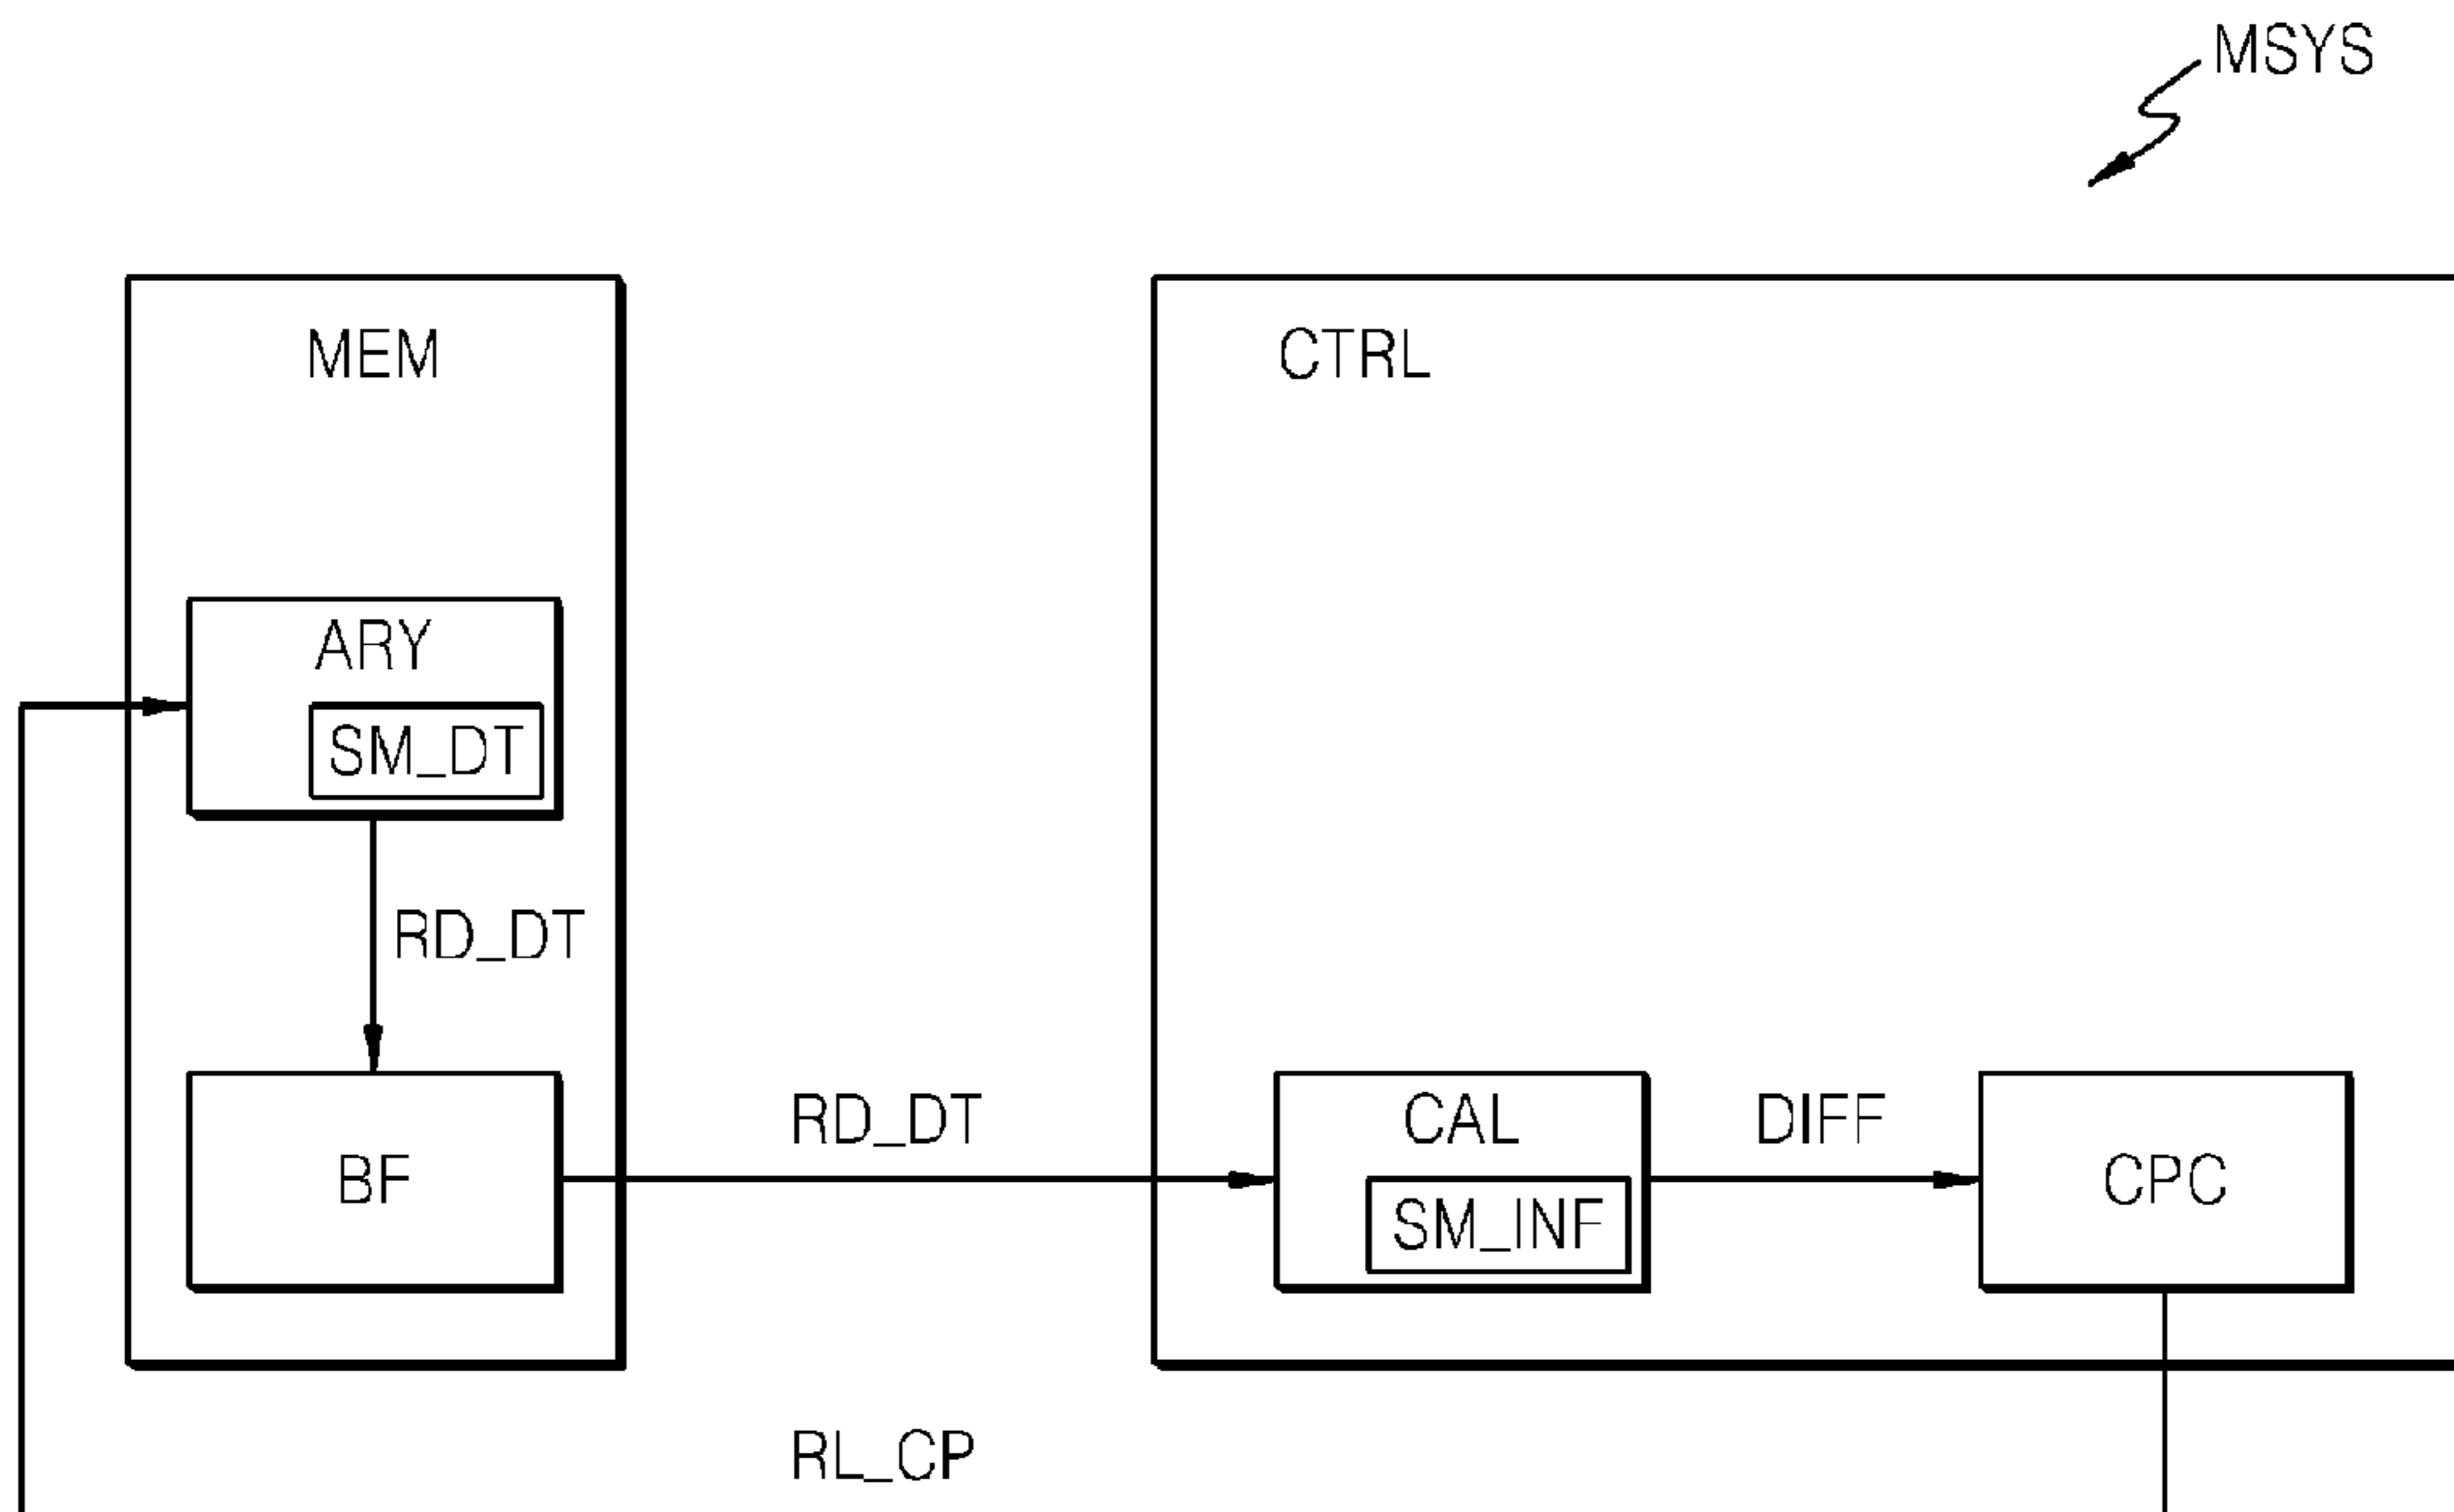 MSYS
MEM
CTRL
ARY
SM_DT
RD_DT
BF
RD_DT
CAL
SM_INF
DIFF
CPC
RL_CP